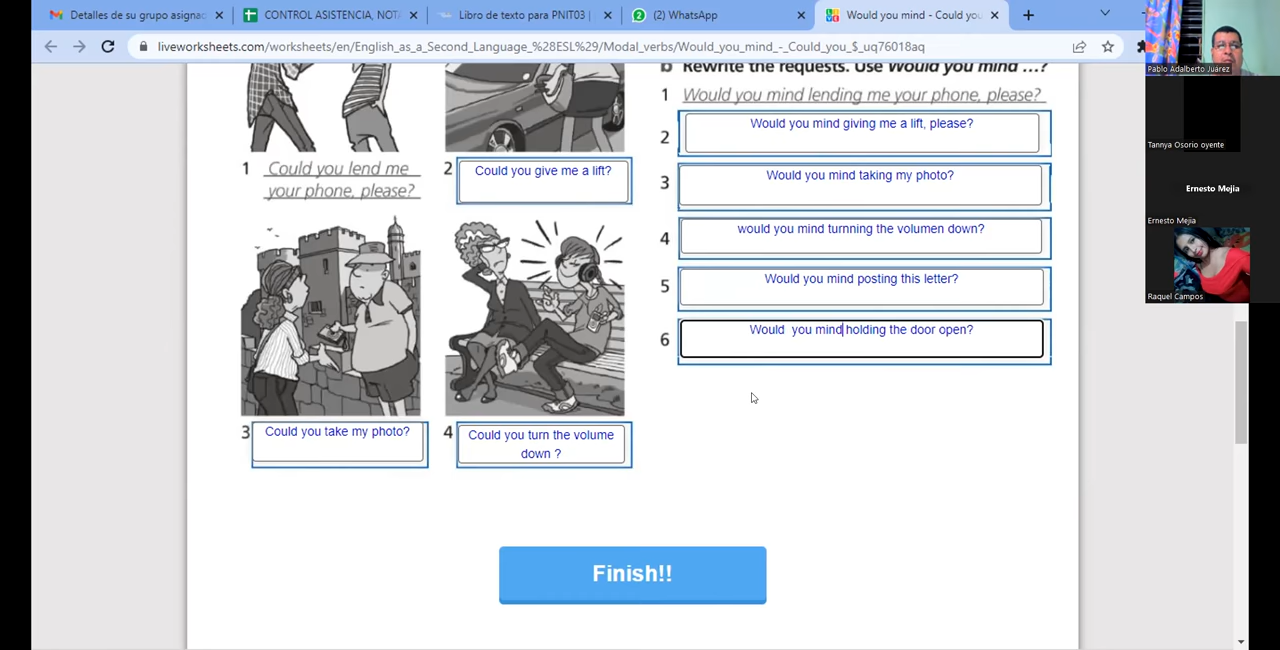 Detalles de su grupo asignac
CONTROL ASISTENCIA, NOTA
Libro de texto para PNIT03 |
(2) WhatsApp
Would you mind - Could you
liveworksheets.com/worksheets/en/English_as_a_Second_Language_%28ESL%29/Modal_verbs/Would_you_mind_-_Could_you_$_uq76018aq
Pablo Adalberto Juárez
Tannya Osorio oyente
Ernesto Mejia
Ernesto Mejia
Raquel Campos
b Rewrite the requests. Use Would you mind ...?
1 Would you mind lending me your phone, please?
2 Would you mind giving me a lift, please?
3 Would you mind taking my photo?
4 would you mind turnning the volumen down?
5 Would you mind posting this letter?
6 Would  you mind holding the door open?
1 Could you lend me
your phone, please?
2 Could you give me a lift?
3 Could you take my photo?
4 Could you turn the volume
down ?
Finish!!